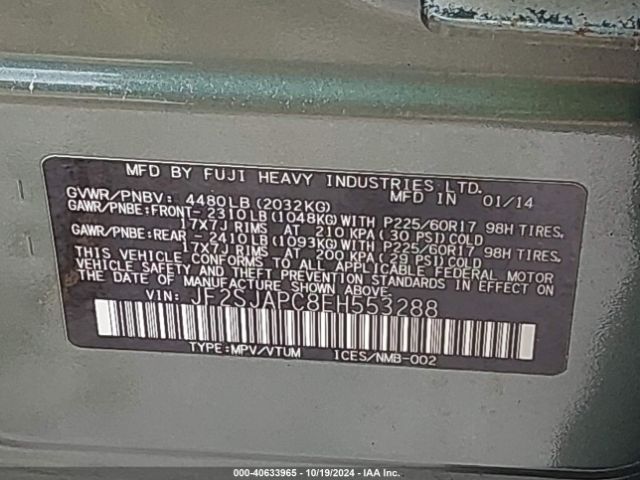 MFD BY FUJI HEAVY INDUSTRIES LTD.
GVWR/PNBV: 4480LB (2032KG) MFD IN 01/14
GAWR/PNBE:FRONT- 2310LB (1048KG) WITH P225/60R17 98H TIRES,
17X7J RIMS AT 210 KPA (30 PSI) COLD
GAWR/PNBE:REAR - 2410LB (1093KG) WITH P225/60R17 98H TIRES,
17X7J RIMS AT 200 KPA (29 PSI) COLD
THIS VEHICLE CONFORMS TO ALL APPLICABLE FEDERAL MOTOR
VEHICLE SAFETY AND THEFT PREVENTION STANDARDS IN EFFECT ON
THE DATE OF MANUFACTURE SHOWN ABOVE.
VIN: JF2SJAPC8EH553288
TYPE:MPV/VTUM ICES/NMB-002
000-40633965 - 10/19/2024 - IAA Inc.